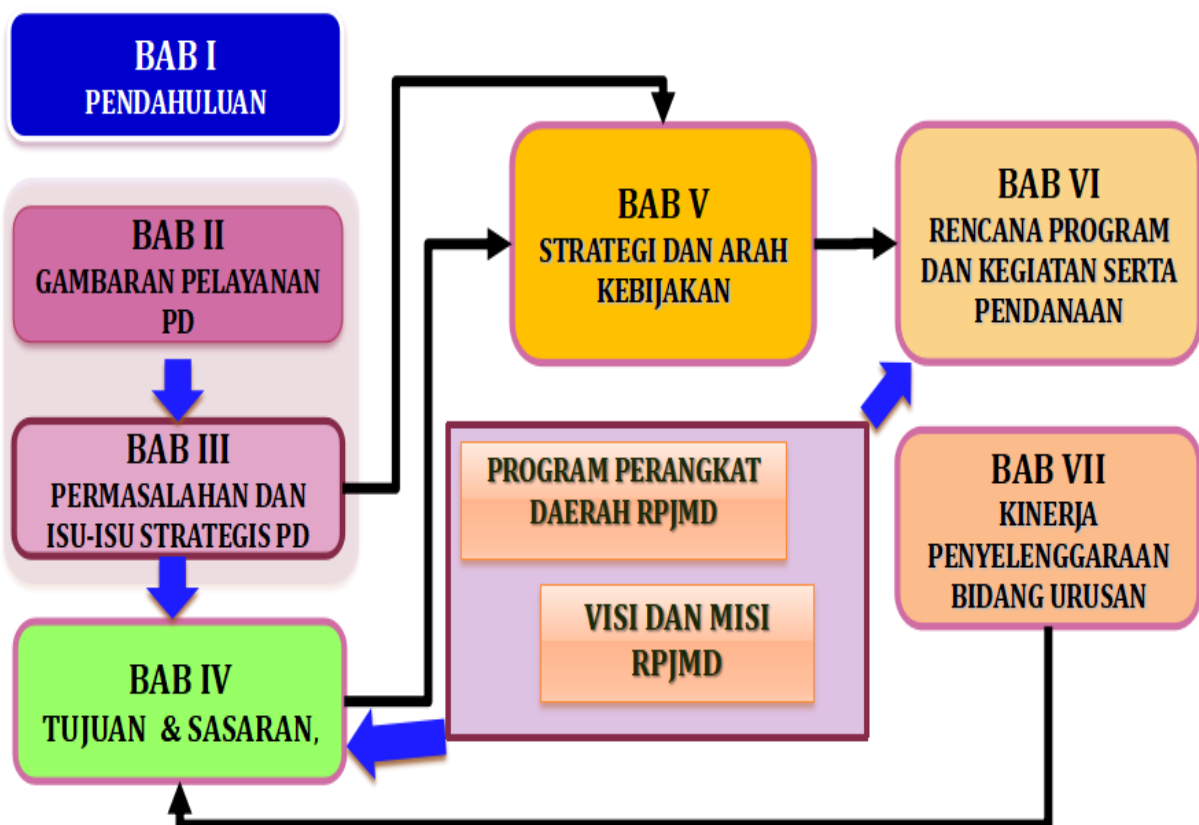 BAB I
PENDAHULUAN
BAB II
GAMBARAN PELAYANAN
PD
BAB III
PERMASALAHAN DAN
ISU-ISU STRATEGIS PD
BAB IV
TUJUAN & SASARAN,
BAB V
STRATEGI DAN ARAH
KEBIJAKAN
PROGRAM PERANGKAT
DAERAH RPJMD
VISI DAN MISI
RPJMD
BAB VI
RENCANA PROGRAM
DAN KEGIATAN SERTA
PENDANAAN
BAB VII
KINERJA
PENYELENGGARAAN
BIDANG URUSAN